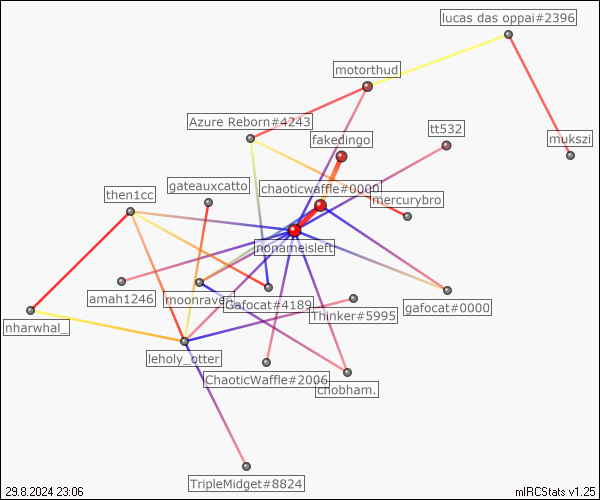 lucas das oppai#2396
motorthud
Azure Reborn#4243
fakedingo
tt532
mukszi
gateauxcatto
chaoticwaffle#0000
then1cc
mercurybro
nonameisleft
amah1246
Gafocat#4189
gafocat#0000
Thinker#5995
nharwhal_
leholy_otter
ChaoticWaffle#2006
chobham.
TripleMidget#8824
29.8.2024 23:06
mIRCStats v1.25